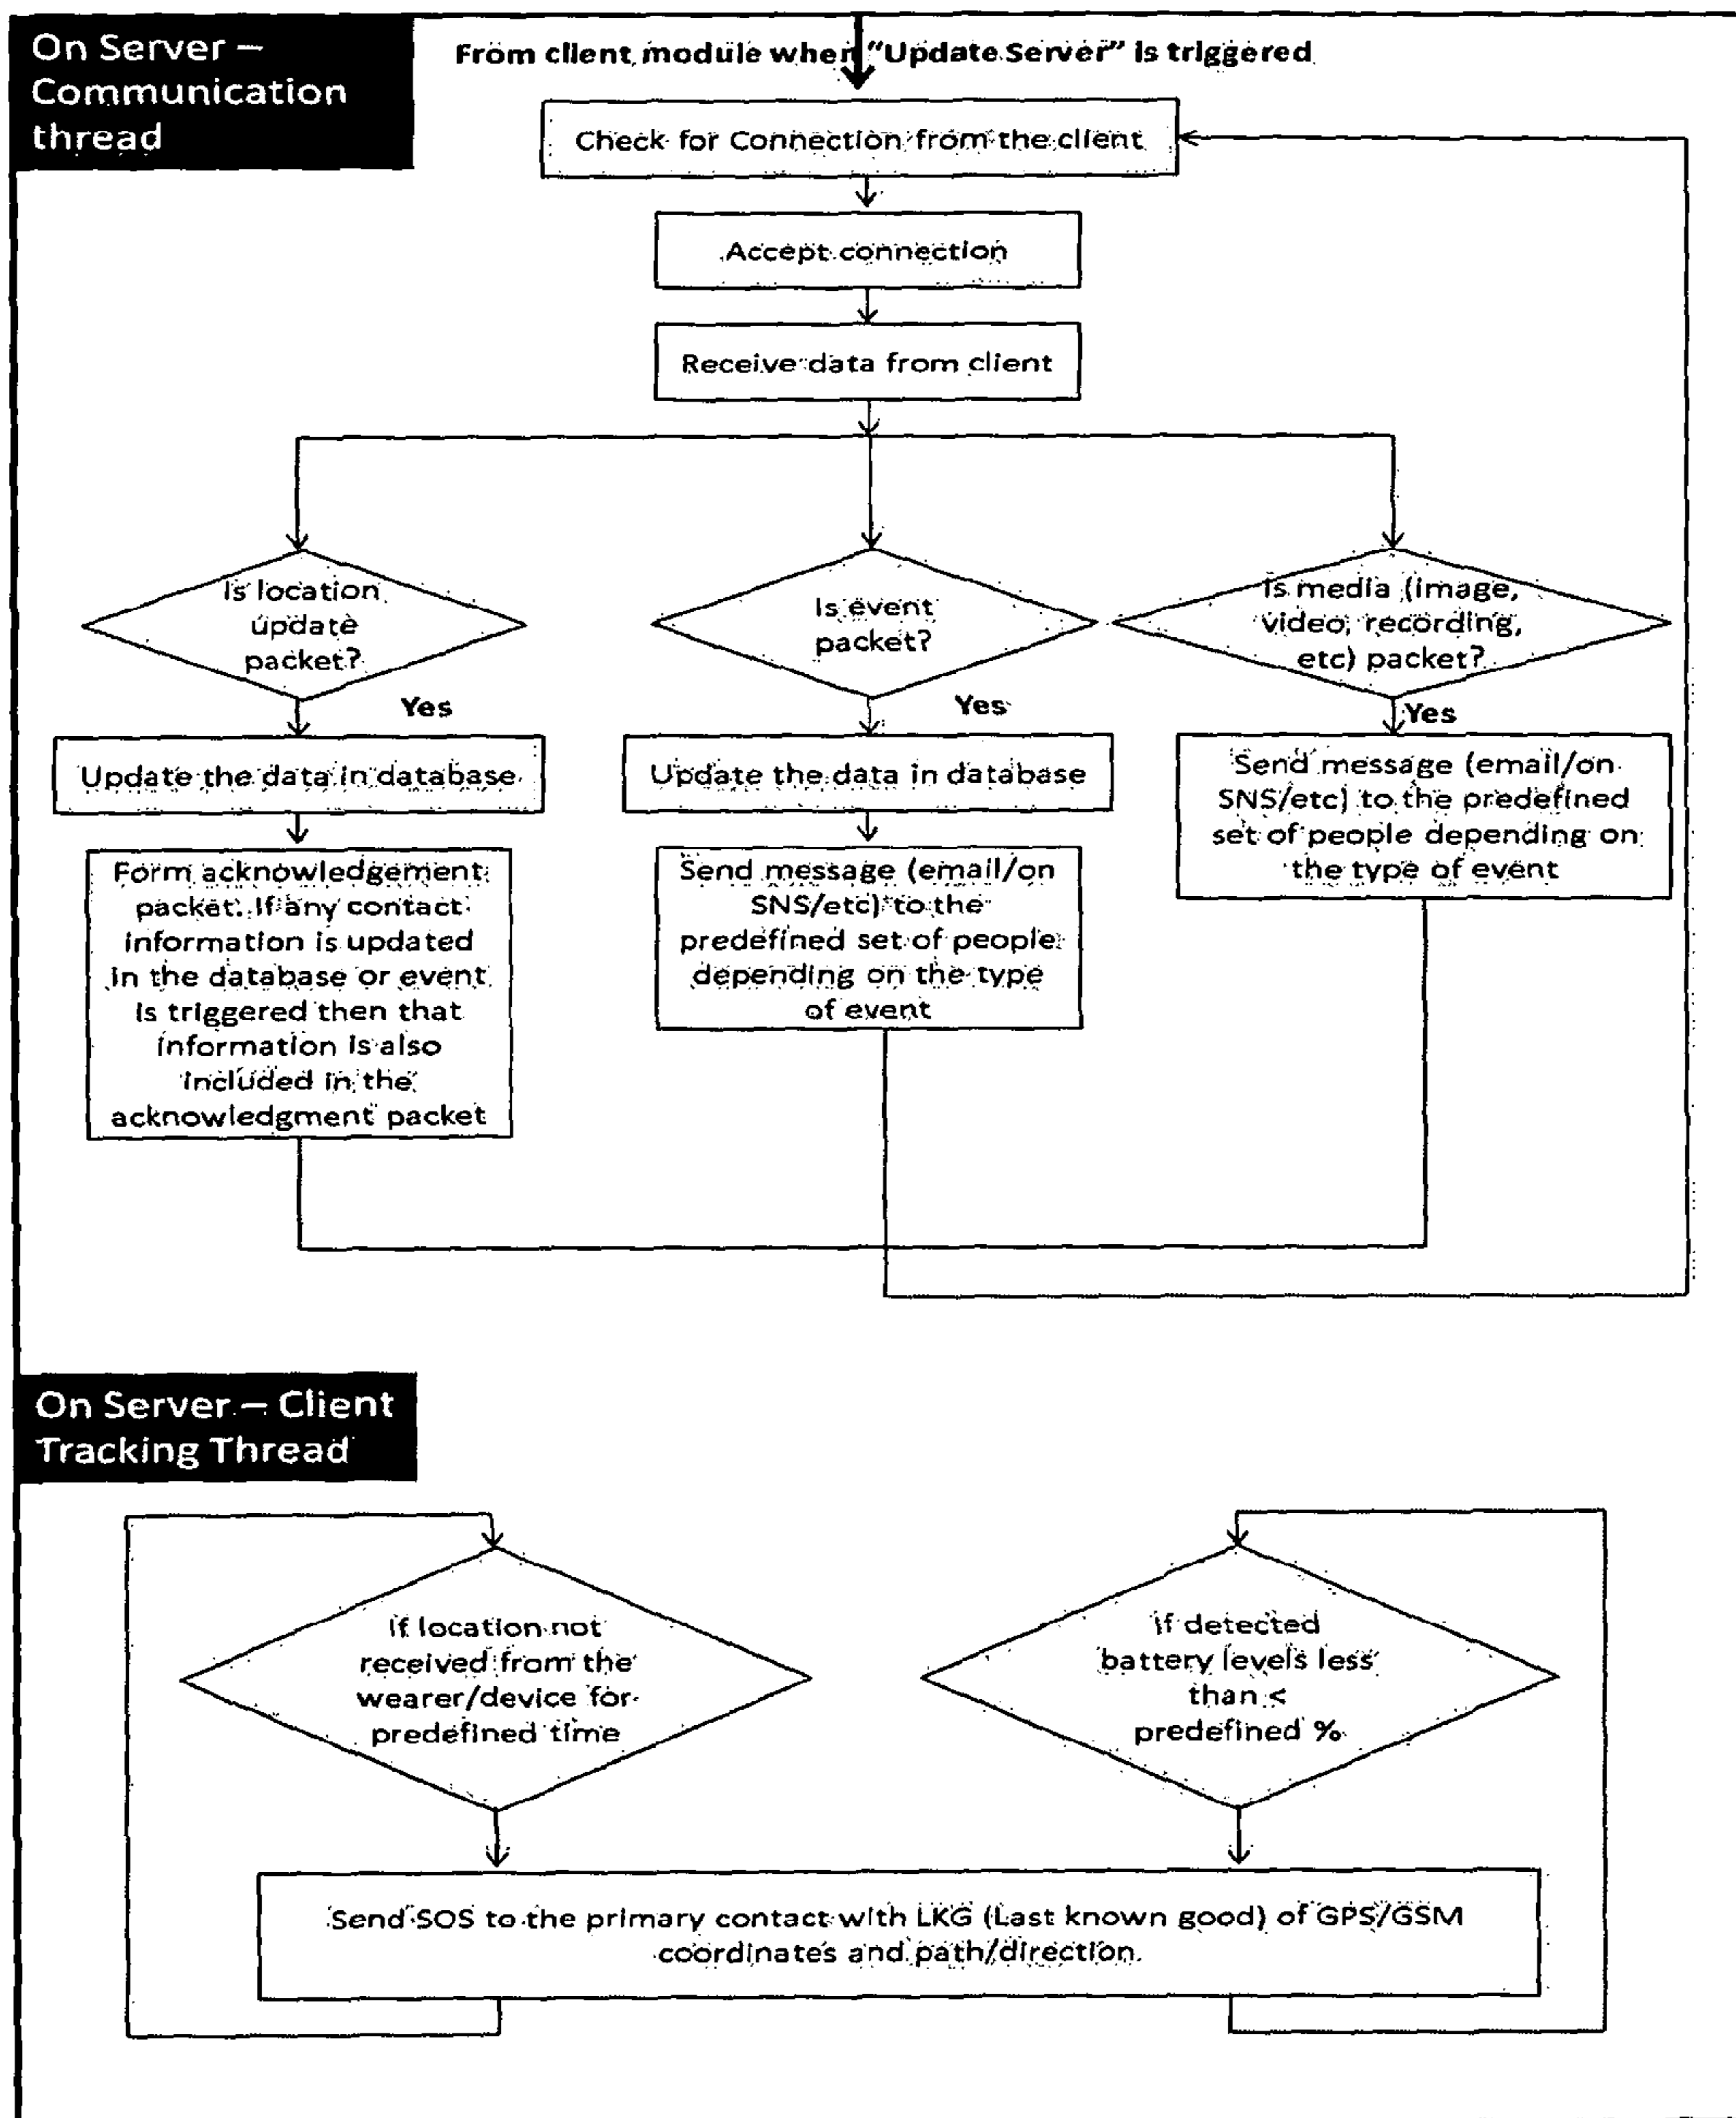 On Server –
Communication
thread
From client module when "Update Server" is triggered
Check for Connection from the client
Accept connection
Receive data from client
Is location
update
packet?
Is event
packet?
Is media (image,
video, recording,
etc) packet?
Yes
Yes
Yes
Update the data in database
Update the data in database
Send message (email/on
SNS/etc) to the predefined
set of people depending on
the type of event
Form acknowledgement
packet. If any contact
information is updated
in the database or event
is triggered then that
information is also
included in the
acknowledgment packet
Send message (email/on
SNS/etc) to the
predefined set of people
depending on the type
of event
On Server – Client
Tracking Thread
If location not
received from the
wearer/device for
predefined time
If detected
battery levels less
than <
predefined %
Send SOS to the primary contact with LKG (Last known good) of GPS/GSM
coordinates and path/direction.